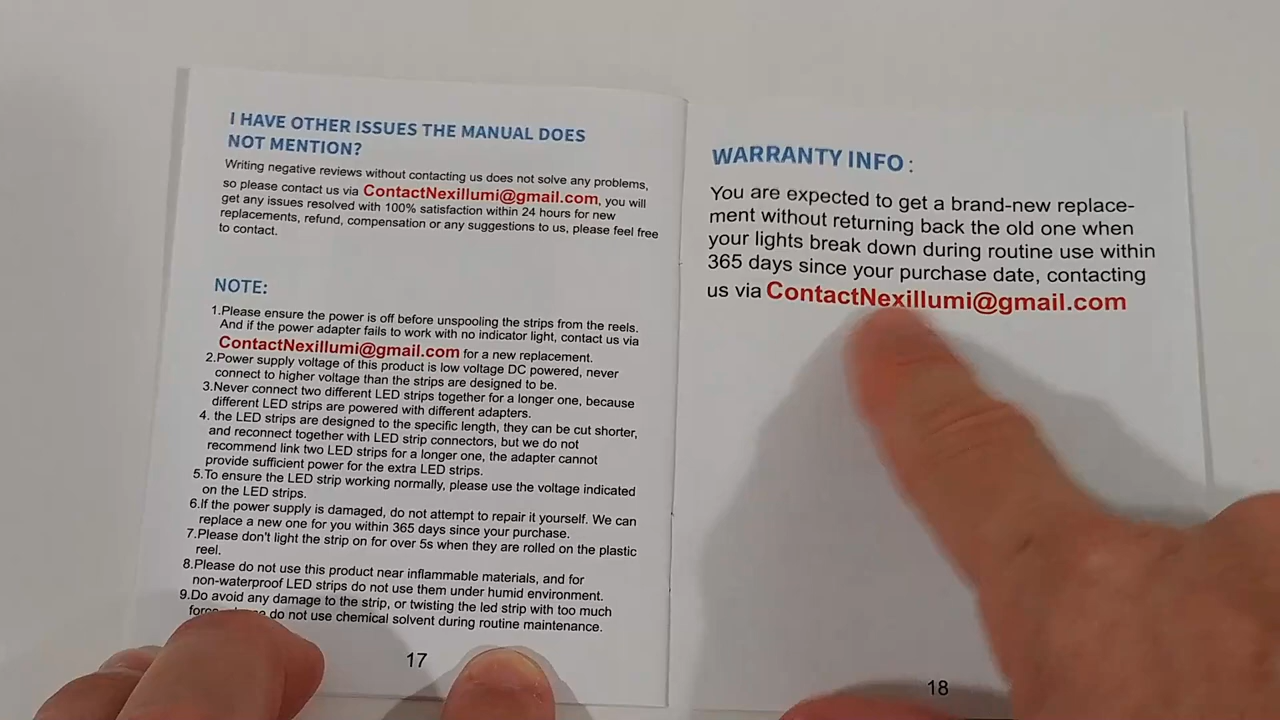 I HAVE OTHER ISSUES THE MANUAL DOES
NOT MENTION?
Writing negative reviews without contacting us does not solve any problems,
so please contact us via ContactNexillumi@gmail.com, you will
get any issues resolved with 100% satisfaction within 24 hours for new
replacements, refund, compensation or any suggestions to us, please feel free
to contact.
NOTE:
1.Please ensure the power is off before unspooling the strips from the reels.
And if the power adapter fails to work with no indicator light, contact us via
ContactNexillumi@gmail.com for a new replacement.
2.Power supply voltage of this product is low voltage DC powered, never
connect to higher voltage than the strips are designed to be.
3.Never connect two different LED strips together for a longer one, because
different LED strips are powered with different adapters.
4. the LED strips are designed to the specific length, they can be cut shorter,
and reconnect together with LED strip connectors, but we do not
recommend link two LED strips for a longer one, the adapter cannot
provide sufficient power for the extra LED strips.
5.To ensure the LED strip working normally, please use the voltage indicated
on the LED strips.
6.If the power supply is damaged, do not attempt to repair it yourself. We can
replace a new one for you within 365 days since your purchase.
7.Please don't light the strip on for over 5s when they are rolled on the plastic
reel.
8.Please do not use this product near inflammable materials, and for
non-waterproof LED strips do not use them under humid environment.
9.Do avoid any damage to the strip, or twisting the led strip with too much
do not use chemical solvent during routine maintenance.
17
WARRANTY INFO:
You are expected to get a brand-new replace-
ment without returning back the old one when
your lights break down during routine use within
365 days since your purchase date, contacting
us via ContactNexillumi@gmail.com
18